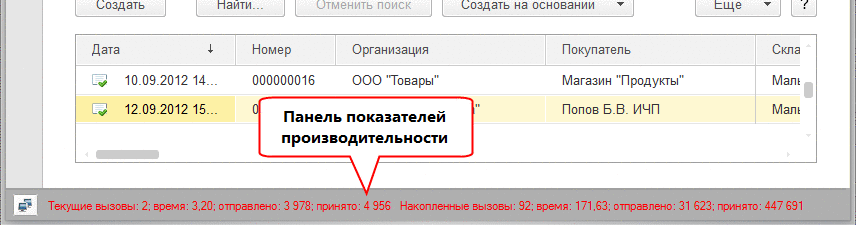 Создать Найти... Отменить поиск Создать на основании Еще ?
Дата ↓ Номер Организация Покупатель Скла
10.09.2012 14... 000000016 ООО "Товары" Магазин "Продукты" Маль
12.09.2012 15... Попов Б.В. ИЧП Маль
Панель показателей
производительности
Текущие вызовы: 2; время: 3,20; отправлено: 3 978; принято: 4 956 Накопленные вызовы: 92; время: 171,63; отправлено: 31 623; принято: 447 691